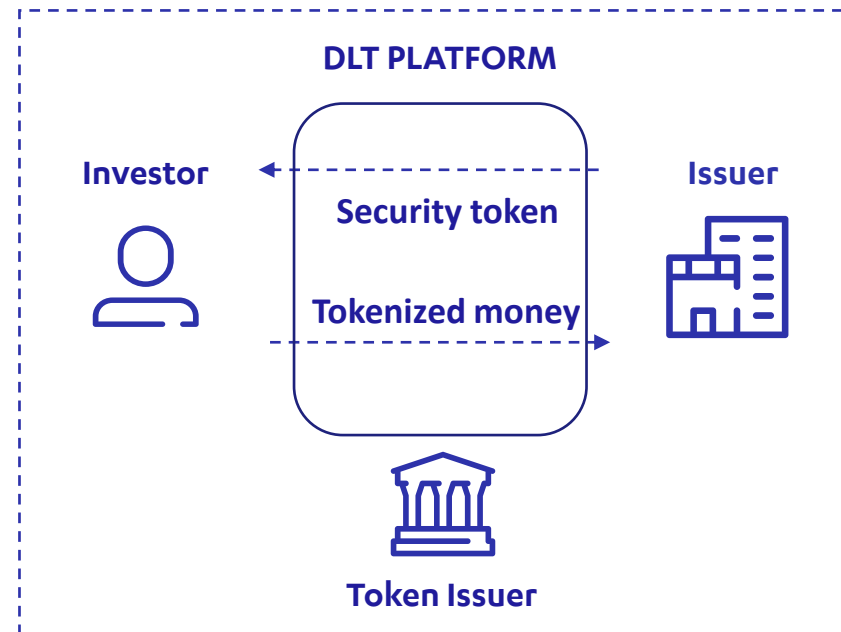 DLT PLATFORM
Investor
Issuer
Security token
Tokenized money
Token Issuer